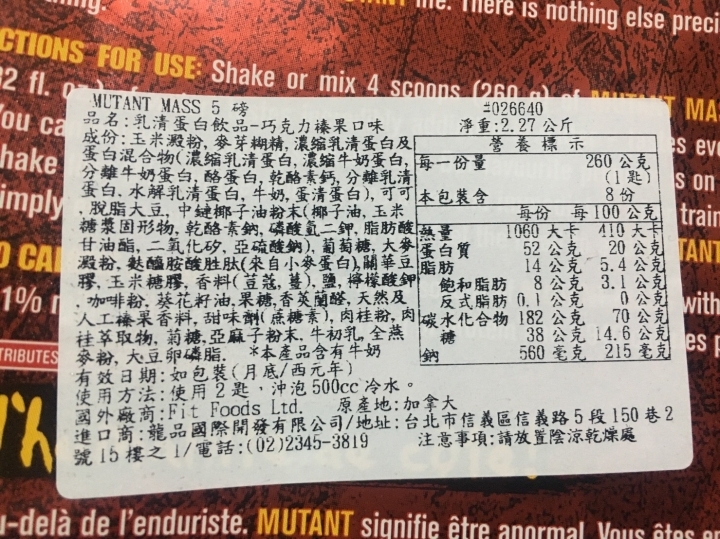 me. There is nothing else preci
CTIONS FOR USE: Shake or mix 4 scoops (260 g) of MUTANT MA
MUTANT MASS 5 磅
#026640
品名:乳清蛋白飲品-巧克力榛果口味
淨重:2.27 公斤
成份:玉米澱粉, 麥芽糊精, 濃縮乳清蛋白及
蛋白混合物(濃縮乳清蛋白, 濃縮牛奶蛋白,
分離牛奶蛋白, 酪蛋白, 乾酪素鈣, 分離乳清
蛋白, 水解乳清蛋白, 牛奶, 蛋清蛋白), 可可
, 脫脂大豆, 中鏈椰子油粉末(椰子油, 玉米
糖漿固形物, 乾酪素鈉, 磷酸氫二鉀, 脂肪酸
甘油酯, 二氧化矽, 亞硫酸鈉), 葡萄糖, 大麥
澱粉, 麩醯胺酸胜肽(來自小麥蛋白), 關華豆
膠, 玉米糖膠, 香料(荳蔻, 薑), 鹽, 檸檬酸鉀
, 咖啡粉, 葵花籽油, 果糖, 香莢蘭醛, 天然及
人工榛果香料, 甜味劑(蔗糖素), 肉桂粉, 肉
桂萃取物, 菊糖, 亞麻子粉末, 牛初乳, 全燕
麥粉, 大豆卵磷脂. *本產品含有牛奶
營養標示
每一份量 260 公克
(1 匙)
本包裝含 8 份
每份 每 100 公克
熱量 1060 大卡 410 大卡
蛋白質 52 公克 20 公克
脂肪 14 公克 5.4 公克
飽和脂肪 8 公克 3.1 公克
反式脂肪 0.1 公克 0 公克
碳水化合物 182 公克 70 公克
糖 38 公克 14.6 公克
鈉 560 毫克 215 毫克
有效日期:如包裝(月底/西元年)
使用方法:使用 2 匙, 沖泡500cc 冷水。
國外廠商:Fit Foods Ltd. 原產地:加拿大
進口商:龍品國際開發有限公司/地址:台北市信義區信義路 5 段 150 巷 2
號 15 樓之 1/電話:(02)2345-3819
注意事項:請放置陰涼乾燥處
u-delà de l'enduriste. MUTANT signifie être anormal. Vous êtes